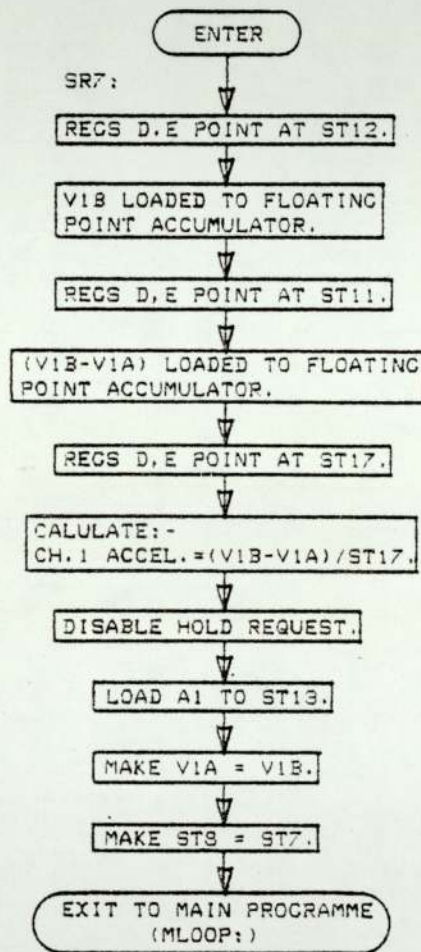 ENTER
SR7:
REGS D.E POINT AT ST12.
V1B LOADED TO FLOATING
POINT ACCUMULATOR.
REGS D,E POINT AT ST11.
(V1B-V1A) LOADED TO FLOATING
POINT ACCUMULATOR.
REGS D,E POINT AT ST17.
CALULATE:-
CH.1 ACCEL.=(V1B-V1A)/ST17.
DISABLE HOLD REQUEST.
LOAD A1 TO ST13.
MAKE V1A = V1B.
MAKE ST8 = ST7.
EXIT TO MAIN PROGRAMME
(MLOOP:)